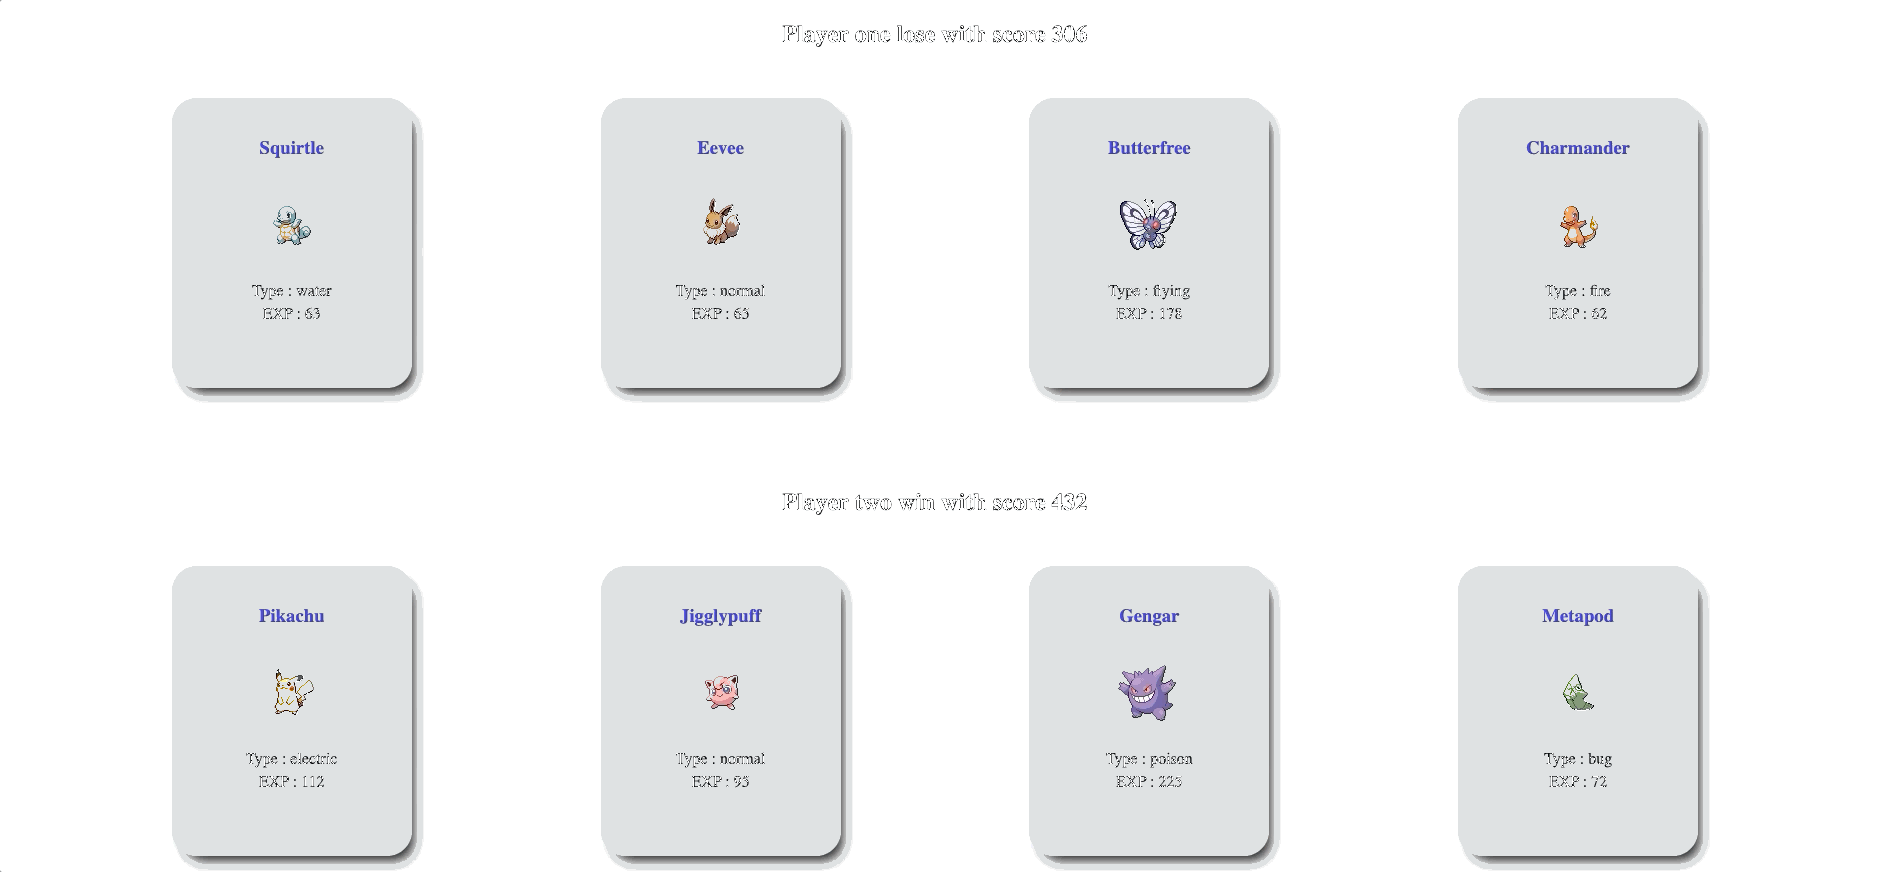 Player one lose with score 306
Squirtle
Eevee
Butterfree
Charmander
Type : water
Type : normal
Type : flying
Type : fire
EXP : 63
EXP : 65
EXP : 178
EXP : 62
Player two win with score 432
Pikachu
Jigglypuff
Gengar
Metapod
Type : electric
Type : normal
Type : poison
Type : bug
EXP : 112
EXP : 95
EXP : 225
EXP : 72